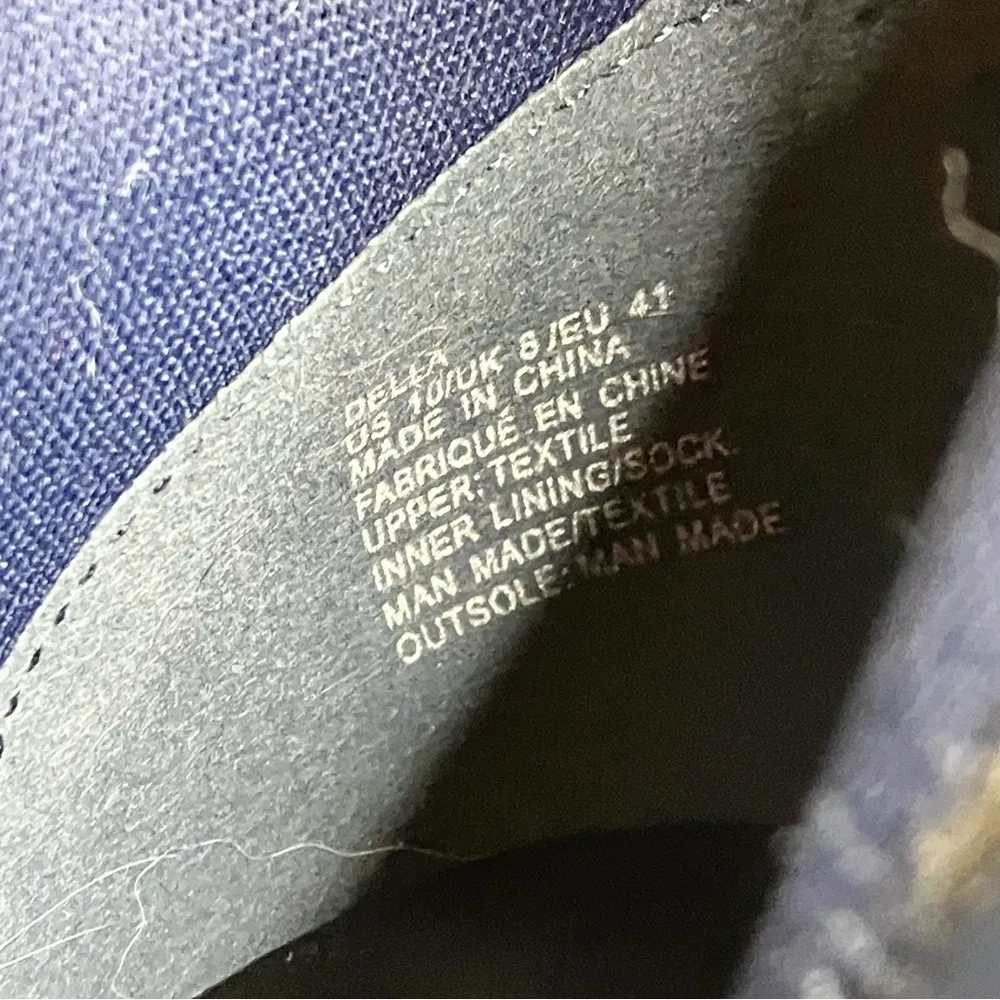 DELLA
US 10/UK 8/EU 41
MADE IN CHINA
FABRIQUÉ EN CHINE
UPPER: TEXTILE
INNER LINING/SOCK:
MAN MADE/TEXTILE
OUTSOLE: MAN MADE